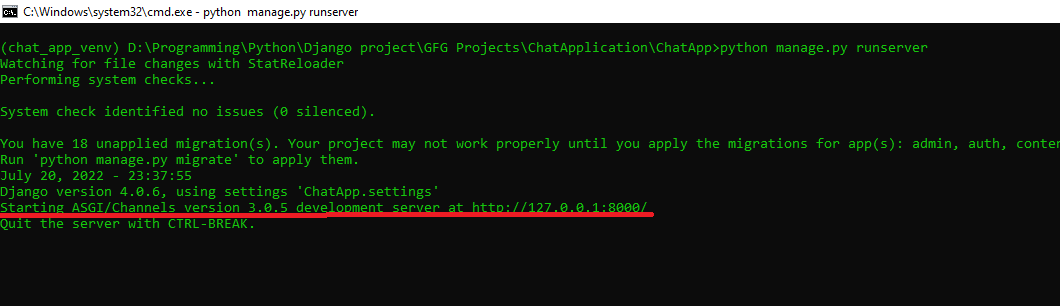 C:\Windows\system32\cmd.exe - python  manage.py runserver
(chat_app_venv) D:\Programming\Python\Django project\GFG Projects\ChatApplication\ChatApp>python manage.py runserver
Watching for file changes with StatReloader
Performing system checks...
System check identified no issues (0 silenced).
You have 18 unapplied migration(s). Your project may not work properly until you apply the migrations for app(s): admin, auth, conten
Run 'python manage.py migrate' to apply them.
July 20, 2022 - 23:37:55
Django version 4.0.6, using settings 'ChatApp.settings'
Starting ASGI/Channels version 3.0.5 development server at http://127.0.0.1:8000/
Quit the server with CTRL-BREAK.